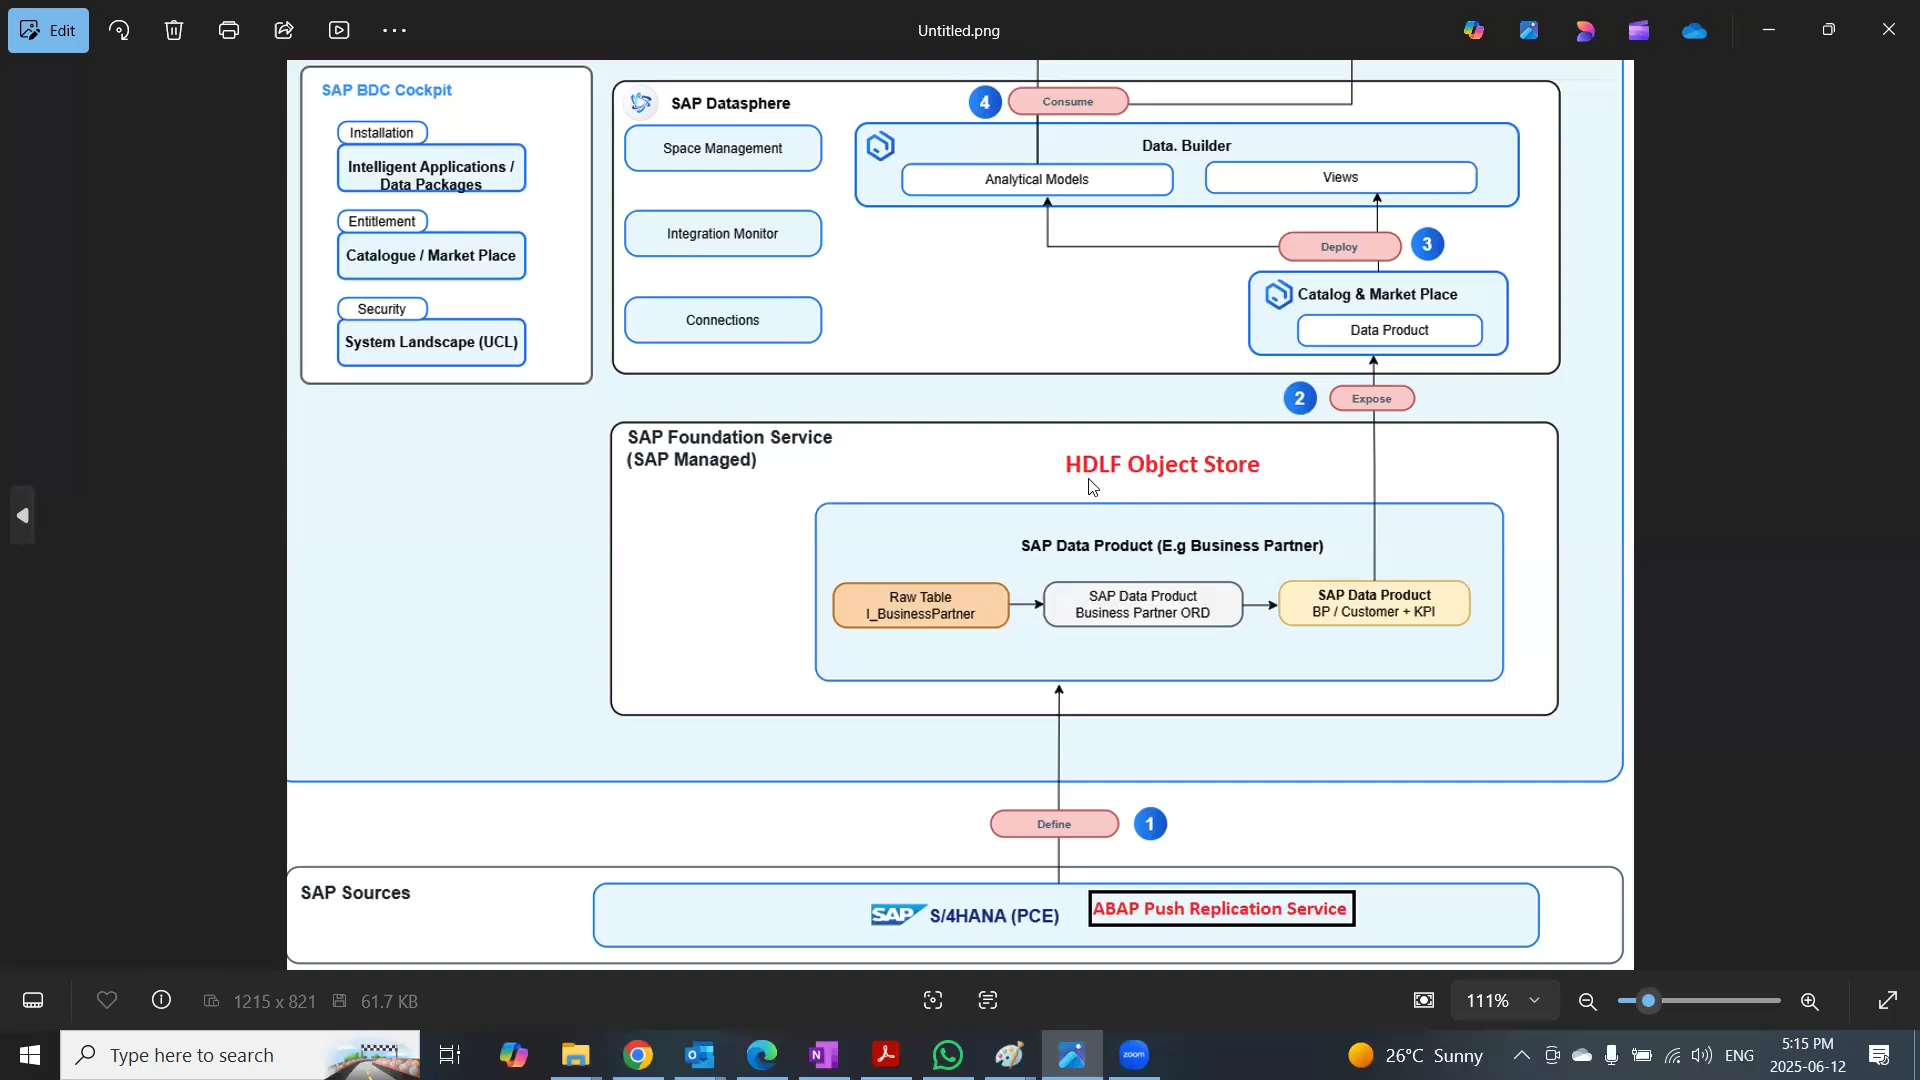 Edit
Untitled.png
SAP BDC Cockpit
Installation
Intelligent Applications /
Data Packages
Entitlement
Catalogue / Market Place
Security
System Landscape (UCL)
SAP Datasphere
Space Management
Integration Monitor
Connections
4
Consume
Data. Builder
Analytical Models
Views
Deploy
3
Catalog & Market Place
Data Product
2
Expose
SAP Foundation Service
(SAP Managed)
HDLF Object Store
SAP Data Product (E.g Business Partner)
Raw Table
I_BusinessPartner
SAP Data Product
Business Partner ORD
SAP Data Product
BP / Customer + KPI
Define
1
SAP Sources
SAP S/4HANA (PCE)
ABAP Push Replication Service
1215 x 821
61.7 KB
111%
Type here to search
zoom
26°C Sunny
ENG
5:15 PM
2025-06-12